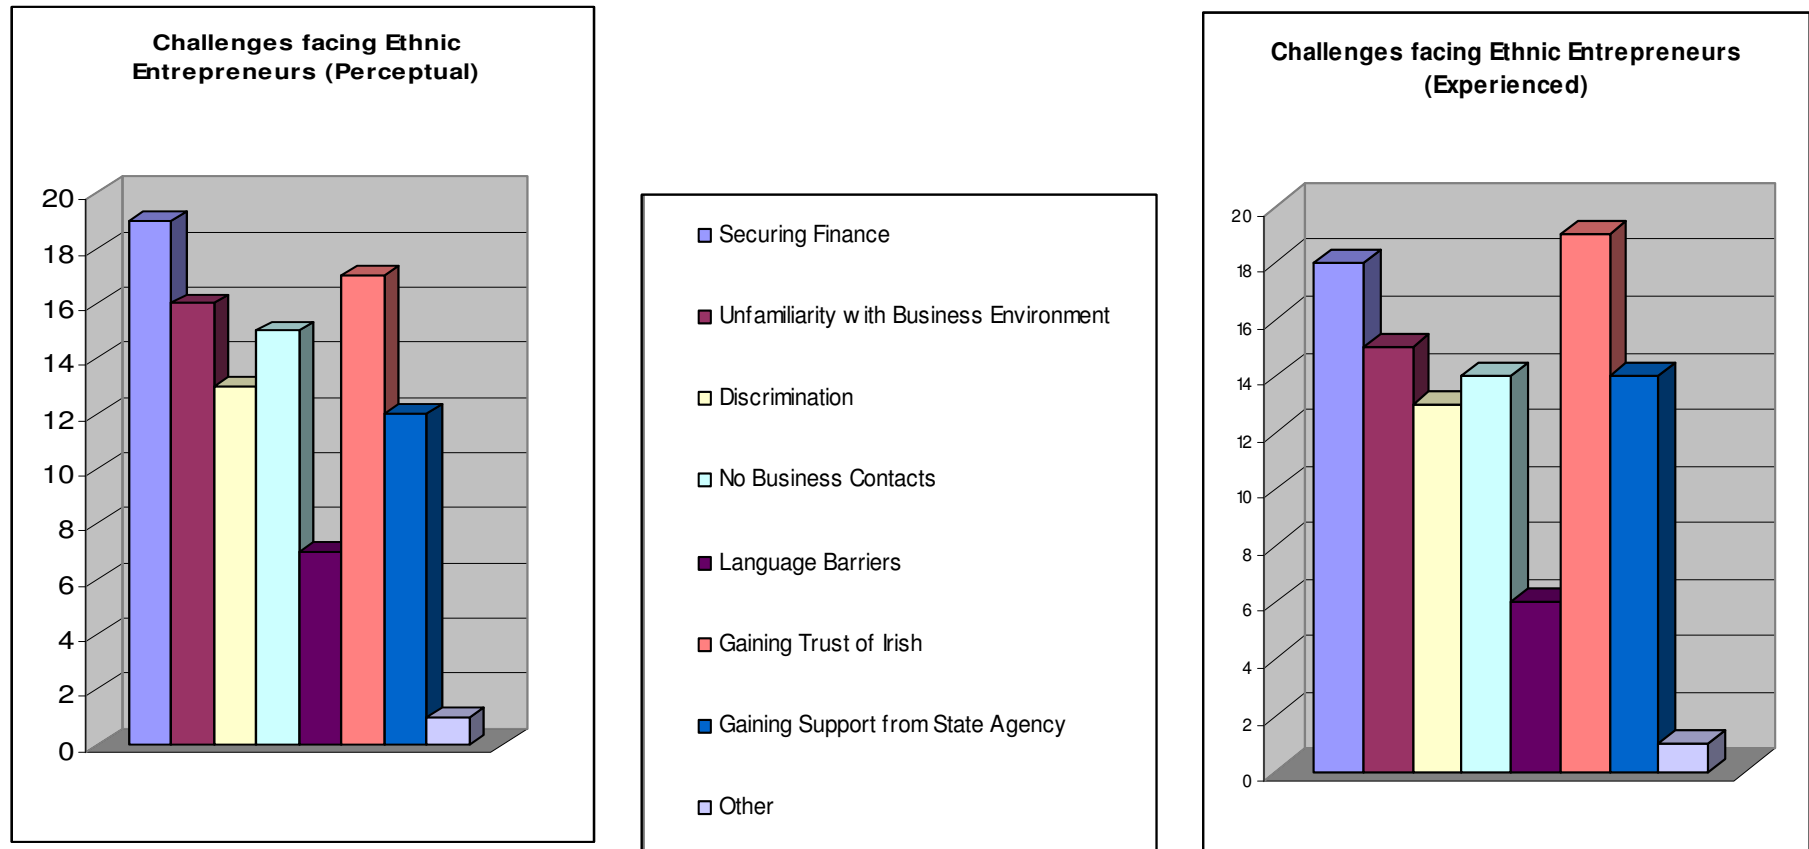 Challenges facing Ethnic
Entrepreneurs (Perceptual)
20
18
16
14
12
10
8
6
4
2
0
Securing Finance
Unfamiliarity with Business Environment
Discrimination
No Business Contacts
Language Barriers
Gaining Trust of Irish
Gaining Support from State Agency
Other
Challenges facing Ethnic Entrepreneurs
(Experienced)
20
18
16
14
12
10
8
6
4
2
0